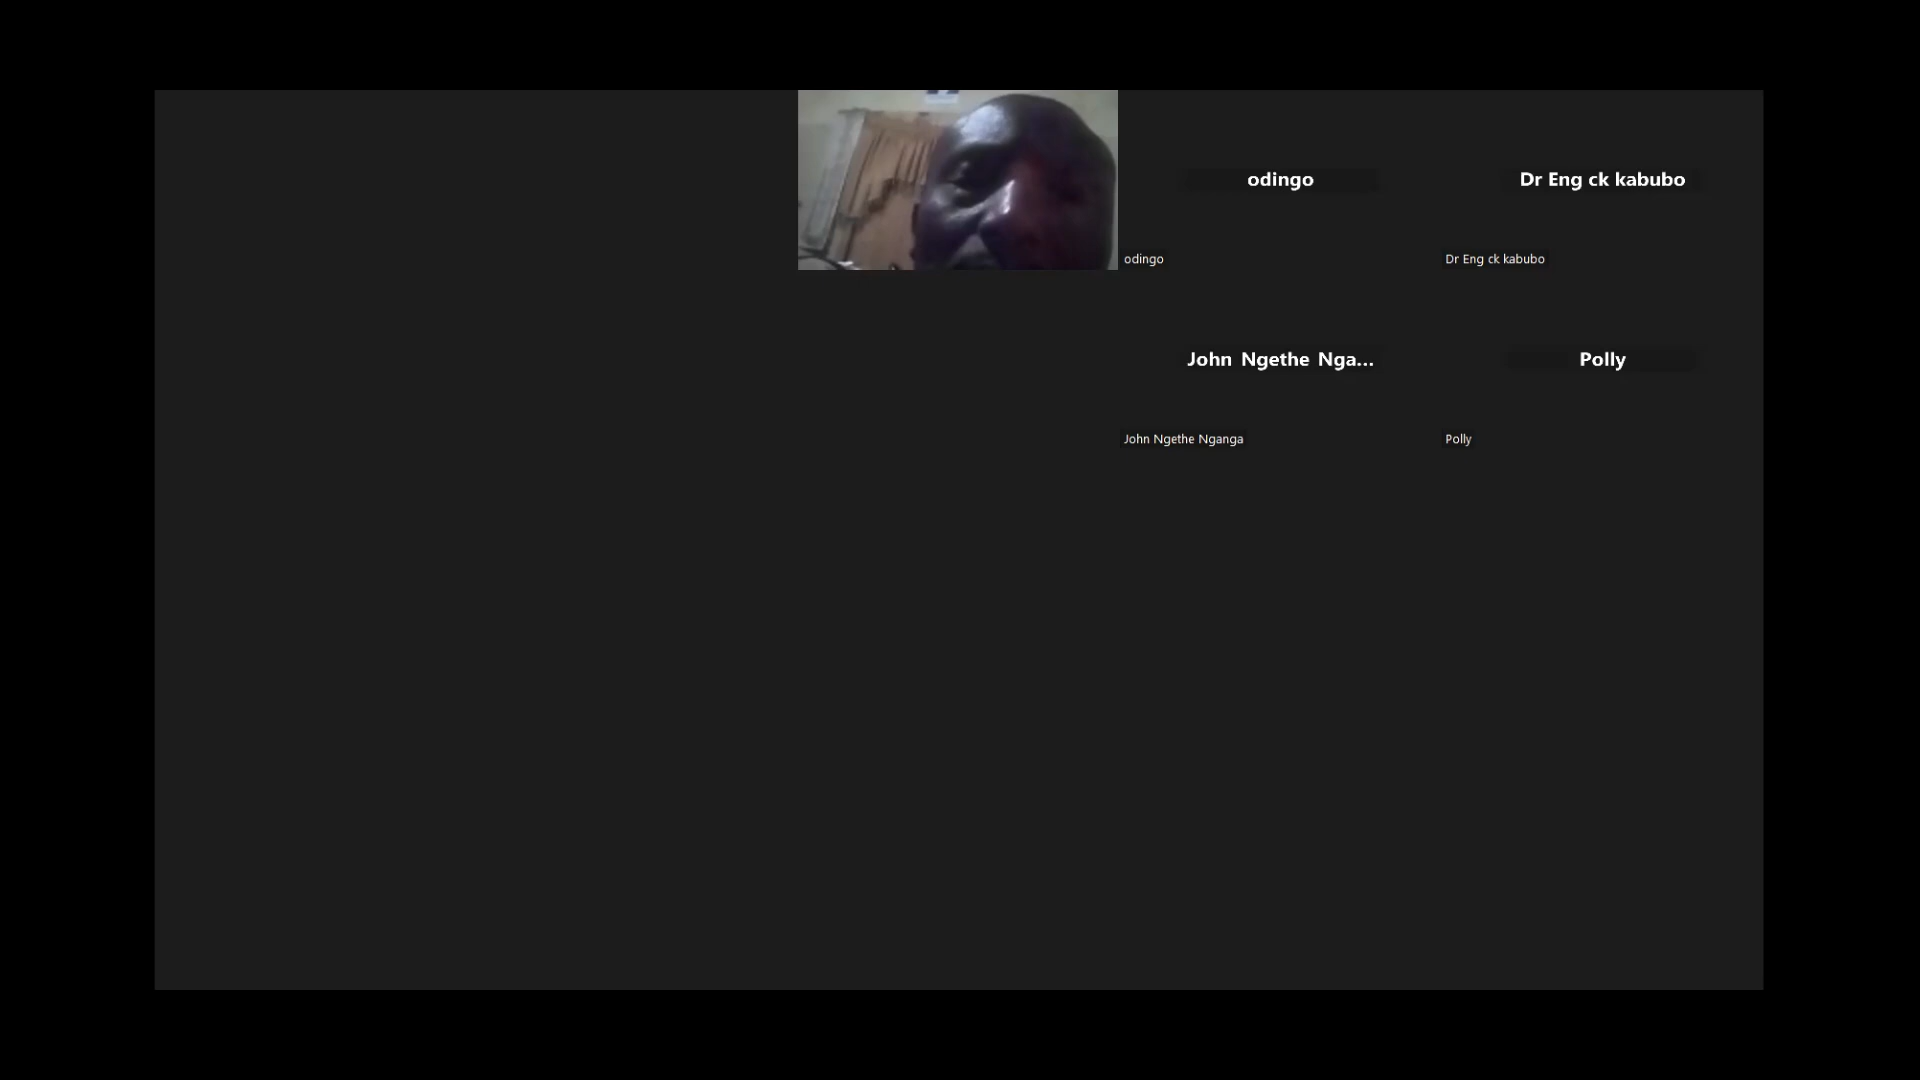 odingo
Dr Eng ck kabubo
odingo
Dr Eng ck kabubo
John Ngethe Nga...
Polly
John Ngethe Nganga
Polly